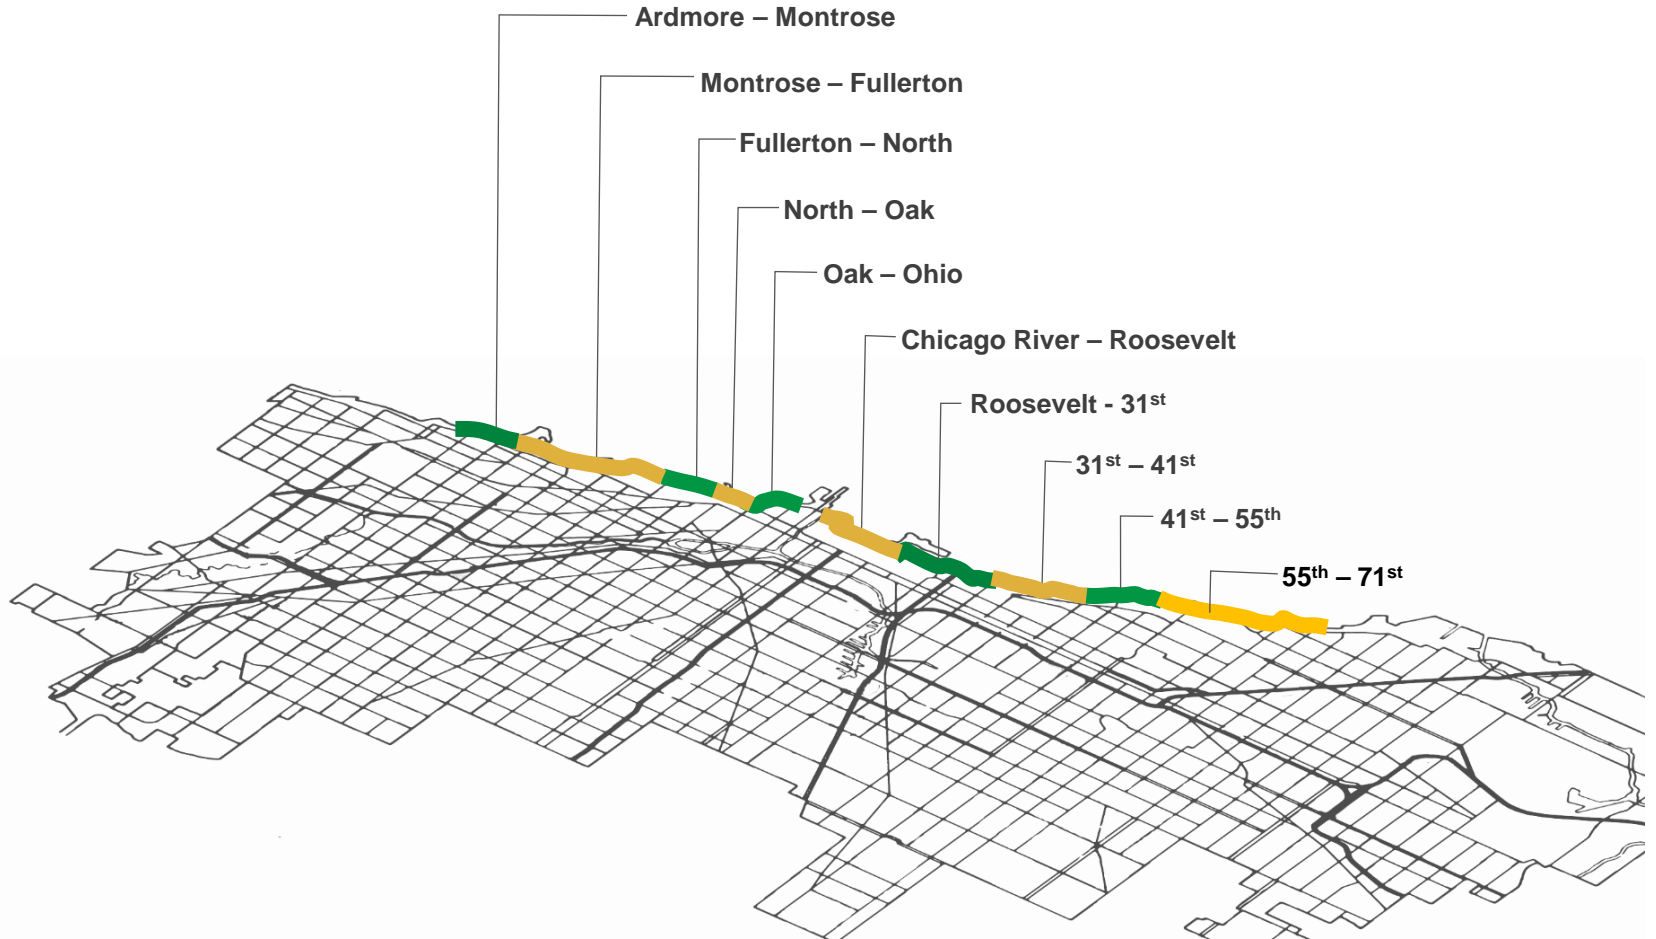 Ardmore – Montrose
Montrose – Fullerton
Fullerton – North
North – Oak
Oak – Ohio
Chicago River – Roosevelt
Roosevelt - 31st
31st – 41st
41st – 55th
55th – 71st